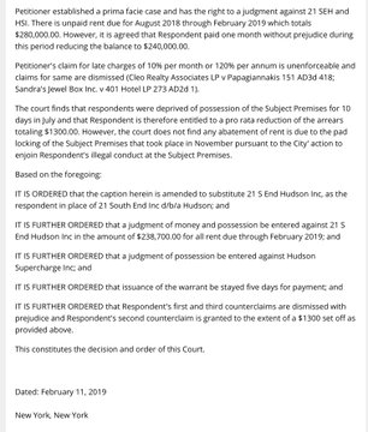 Petitioner established a prima facie case and has the right to a judgment against 21 SEH and
HSI. There is unpaid rent due for August 2018 through February 2019 which totals
$280,000.00. However, it is agreed that Respondent paid one month without prejudice during
this period reducing the balance to $240,000.00.
Petitioner's claim for late charges of 10% per month or 120% per annum is unenforceable and
claims for same are dismissed (Cleo Realty Associates LP v Papagiannakis 151 AD3d 418;
Sandra's Jewel Box Inc. v 401 Hotel LP 273 AD2d 1).
The court finds that respondents were deprived of possession of the Subject Premises for 10
days in July and that Respondent is therefore entitled to a pro rata reduction of the arrears
totaling $1300.00. However, the court does not find any abatement of rent is due to the pad
locking of the Subject Premises that took place in November pursuant to the City' action to
enjoin Respondent's illegal conduct at the Subject Premises.
Based on the foregoing:
IT IS ORDERED that the caption herein is amended to substitute 21 S End Hudson Inc, as the
respondent in place of 21 South End Inc d/b/a Hudson; and
IT IS FURTHER ORDERED that a judgment of money and possession be entered against 21 S
End Hudson Inc in the amount of $238,700.00 for all rent due through February 2019; and
IT IS FURTHER ORDERED that a judgment of possession be entered against Hudson
Supercharge Inc; and
IT IS FURTHER ORDERED that issuance of the warrant be stayed five days for payment; and
IT IS FURTHER ORDERED that Respondent's first and third counterclaims are dismissed with
prejudice and Respondent's second counterclaim is granted to the extent of a $1300 set off as
provided above.
This constitutes the decision and order of this Court.
Dated: February 11, 2019
New York, New York